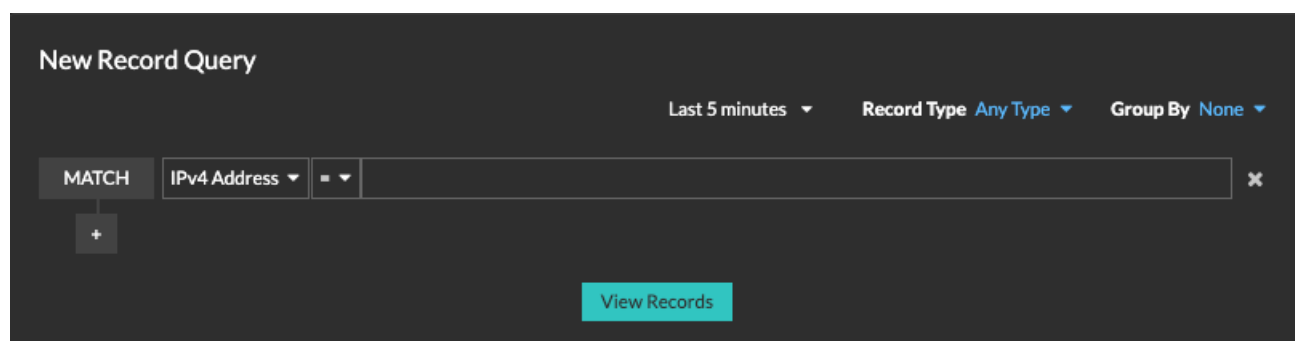 New Record Query
Last 5 minutes Record Type Any Type Group By None
MATCH IPv4 Address =
+
View Records